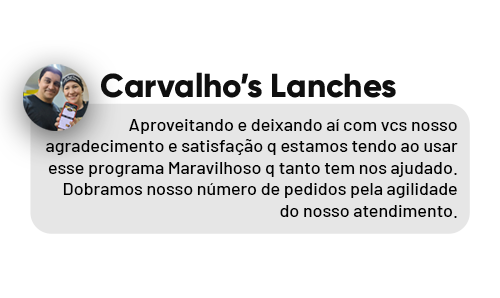 Carvalho’s Lanches
Aproveitando e deixando aí com vcs nosso
agradecimento e satisfação q estamos tendo ao usar
esse programa Maravilhoso q tanto tem nos ajudado.
Dobramos nosso número de pedidos pela agilidade
do nosso atendimento.